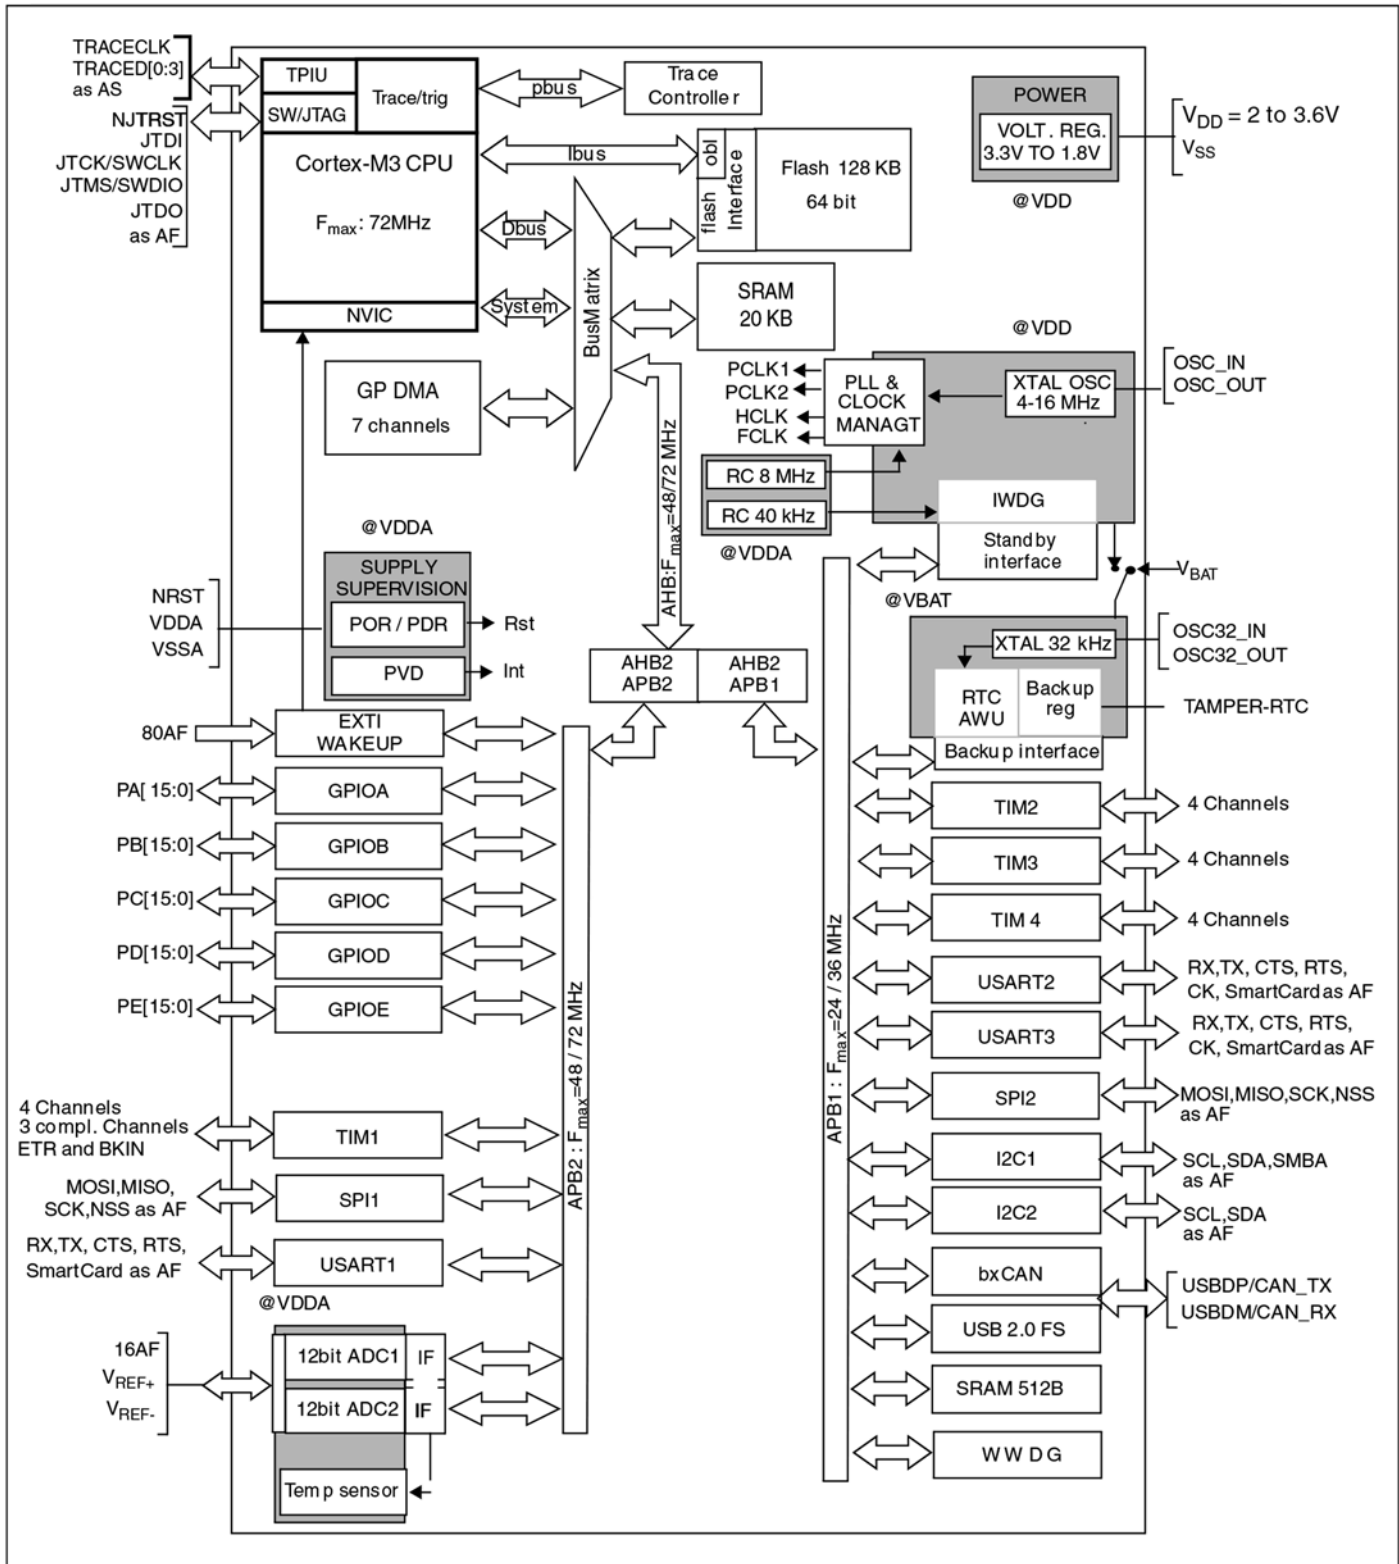 TRACECLK
TRACED[0:3]
as AS
NJTRST
JTDI
JTCK/SWCLK
JTMS/SWDIO
JTDO
as AF
TPIU
SW/JTAG
Trace/trig
Cortex-M3 CPU
Fmax: 72MHz
NVIC
pbus
Trace
Controller
Ibus
Dbus
System
BusMatrix
obl
flash
Interface
Flash 128 KB
64 bit
SRAM
20 KB
GP DMA
7 channels
AHB:Fmax=48/72 MHz
POWER
VOLT. REG.
3.3V TO 1.8V
VDD = 2 to 3.6V
VSS
@VDD
@VDD
PCLK1
PCLK2
HCLK
FCLK
PLL &
CLOCK
MANAGT
XTAL OSC
4-16 MHz
OSC_IN
OSC_OUT
RC 8 MHz
RC 40 kHz
@VDDA
IWDG
Standby
interface
VBAT
@VBAT
XTAL 32 kHz
OSC32_IN
OSC32_OUT
RTC
AWU
Backup
reg
TAMPER-RTC
Backup interface
@VDDA
SUPPLY
SUPERVISION
NRST
VDDA
VSSA
POR / PDR
Rst
PVD
Int
AHB2
APB2
AHB2
APB1
80AF
EXTI
WAKEUP
PA[ 15:0]
GPIOA
PB[15:0]
GPIOB
PC[15:0]
GPIOC
PD[15:0]
GPIOD
PE[15:0]
GPIOE
4 Channels
3 compl. Channels
ETR and BKIN
TIM1
MOSI,MISO,
SCK,NSS as AF
SPI1
RX,TX, CTS, RTS,
SmartCard as AF
USART1
@VDDA
16AF
VREF+
VREF-
12bit ADC1
IF
12bit ADC2
IF
Temp sensor
APB2 : Fmax=48 / 72 MHz
APB1 : Fmax=24 / 36 MHz
TIM2
4 Channels
TIM3
4 Channels
TIM 4
4 Channels
USART2
RX,TX, CTS, RTS,
CK, SmartCard as AF
USART3
RX,TX, CTS, RTS,
CK, SmartCard as AF
SPI2
MOSI,MISO,SCK,NSS
as AF
I2C1
SCL,SDA,SMBA
as AF
I2C2
SCL,SDA
as AF
bxCAN
USBDP/CAN_TX
USBDM/CAN_RX
USB 2.0 FS
SRAM 512B
WWDG